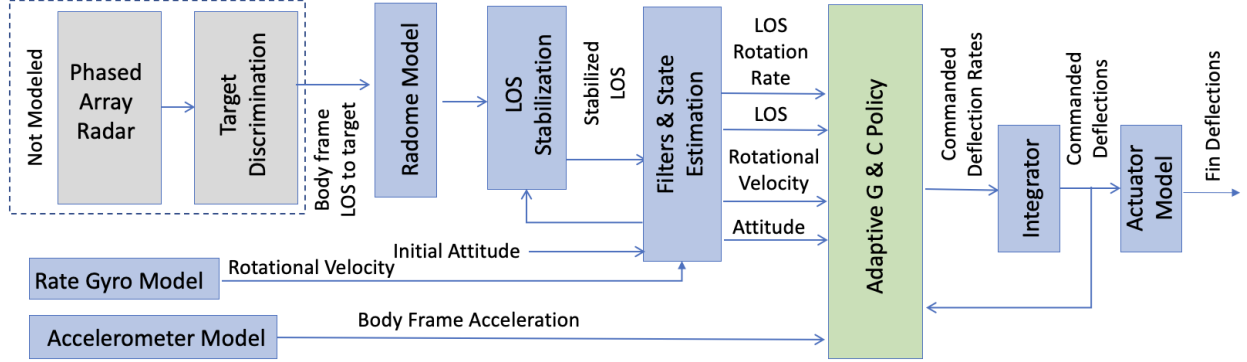 Not Modeled
Phased
Array
Radar
Target
Discrimination
Body frame
LOS to target
Radome Model
LOS
Stabilization
Stabilized
LOS
Filters & State
Estimation
LOS
Rotation
Rate
LOS
Rotational
Velocity
Attitude
Adaptive G & C Policy
Commanded
Deflection Rates
Integrator
Commanded
Deflections
Actuator
Model
Fin Deflections
Initial Attitude
Rate Gyro Model
Rotational Velocity
Accelerometer Model
Body Frame Acceleration